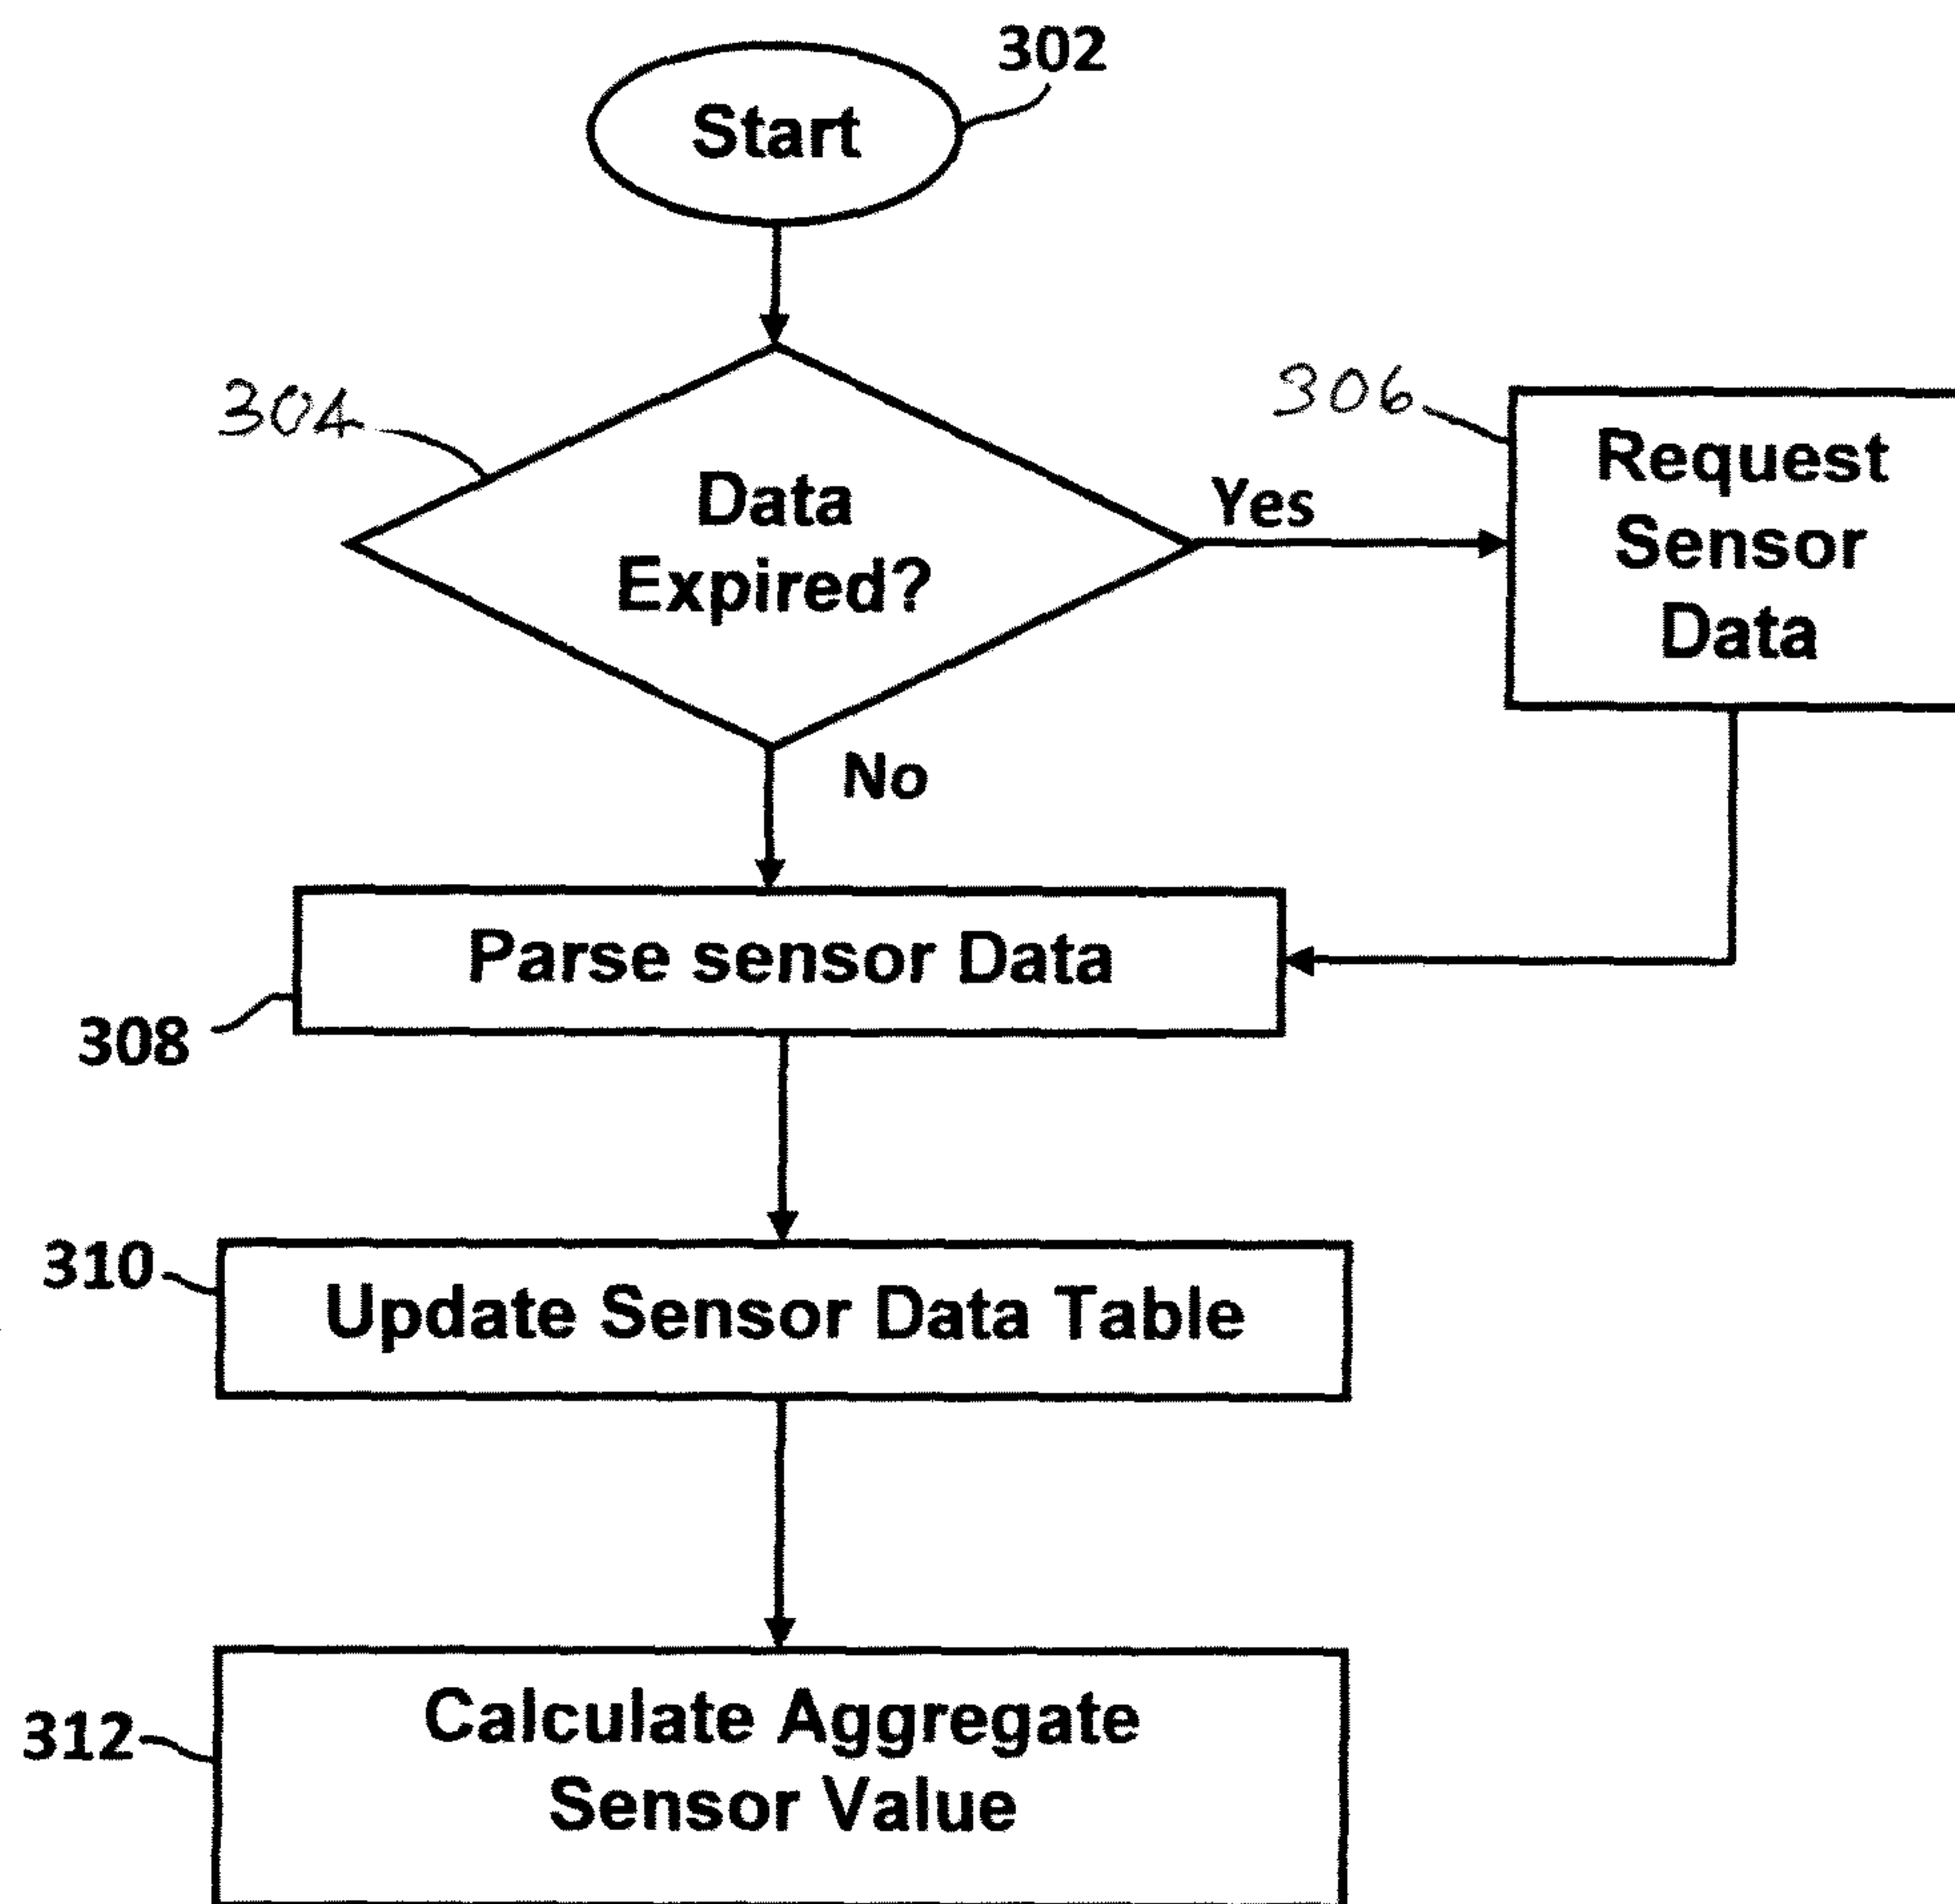 302
Start
304
Data
Expired?
Yes
306
Request
Sensor
Data
No
Parse sensor Data
308
310
Update Sensor Data Table
312
Calculate Aggregate
Sensor Value